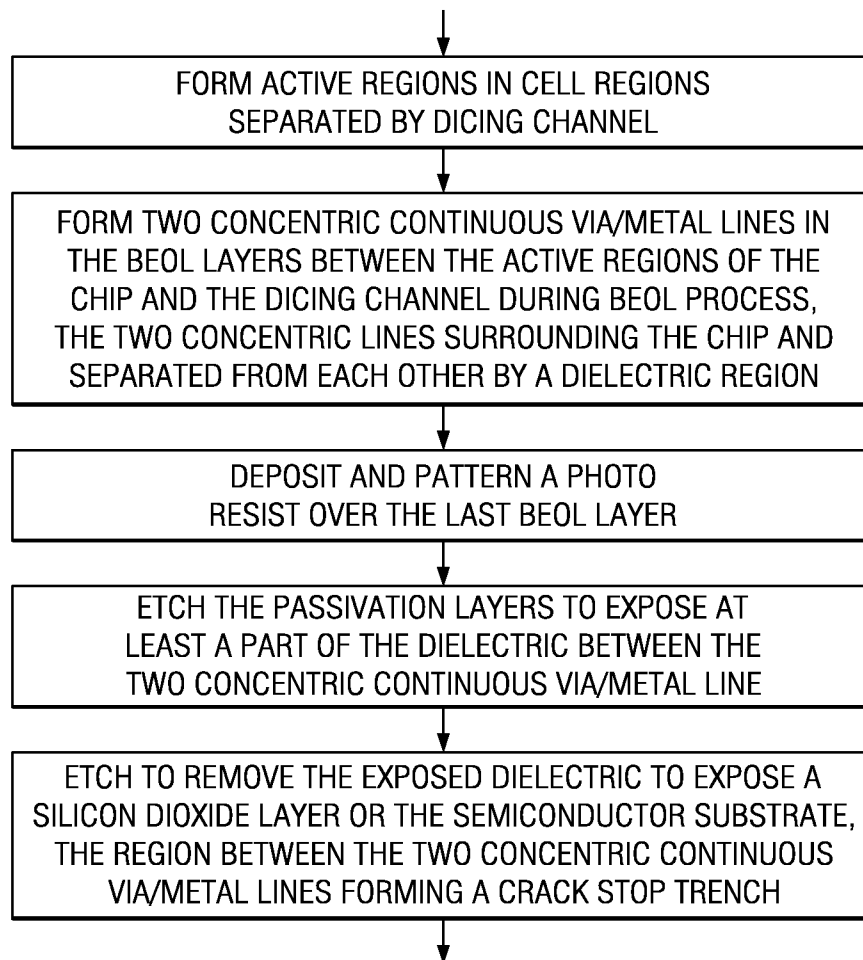 FORM ACTIVE REGIONS IN CELL REGIONS
SEPARATED BY DICING CHANNEL
FORM TWO CONCENTRIC CONTINUOUS VIA/METAL LINES IN
THE BEOL LAYERS BETWEEN THE ACTIVE REGIONS OF THE
CHIP AND THE DICING CHANNEL DURING BEOL PROCESS,
THE TWO CONCENTRIC LINES SURROUNDING THE CHIP AND
SEPARATED FROM EACH OTHER BY A DIELECTRIC REGION
DEPOSIT AND PATTERN A PHOTO
RESIST OVER THE LAST BEOL LAYER
ETCH THE PASSIVATION LAYERS TO EXPOSE AT
LEAST A PART OF THE DIELECTRIC BETWEEN THE
TWO CONCENTRIC CONTINUOUS VIA/METAL LINE
ETCH TO REMOVE THE EXPOSED DIELECTRIC TO EXPOSE A
SILICON DIOXIDE LAYER OR THE SEMICONDUCTOR SUBSTRATE,
THE REGION BETWEEN THE TWO CONCENTRIC CONTINUOUS
VIA/METAL LINES FORMING A CRACK STOP TRENCH